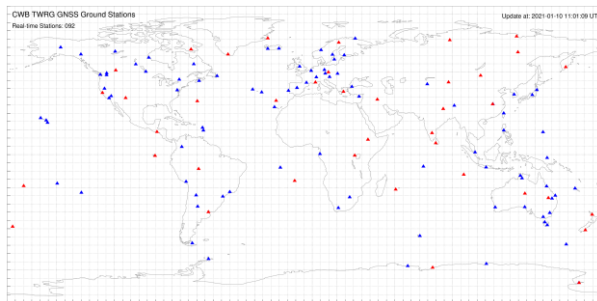 CWB TWRG GNSS Ground Stations
Update at: 2021-01-10 11:01:09 UT
Real-time Stations: 092